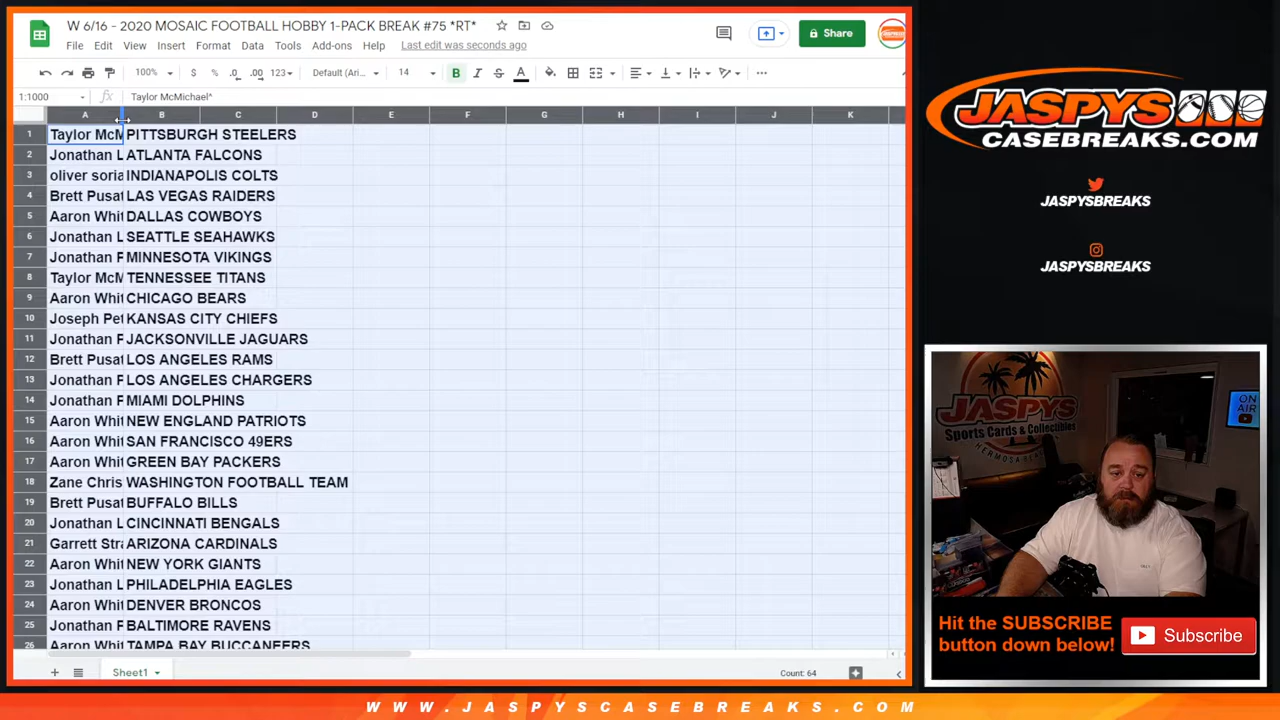 W 6/16 - 2020 MOSAIC FOOTBALL HOBBY 1-PACK BREAK #75 *RT*
File Edit View Insert Format Data Tools Add-ons Help Last edit was seconds ago
Share
100% $ % .0 .00 123 Default (Ari... 14 B I S A
1:1000 fx Taylor McMichael^
A B C D E F G H I J K
1 Taylor McM PITTSBURGH STEELERS
2 Jonathan L ATLANTA FALCONS
3 oliver soria INDIANAPOLIS COLTS
4 Brett Pusat LAS VEGAS RAIDERS
5 Aaron Whit DALLAS COWBOYS
6 Jonathan L SEATTLE SEAHAWKS
7 Jonathan F MINNESOTA VIKINGS
8 Taylor McM TENNESSEE TITANS
9 Aaron Whit CHICAGO BEARS
10 Joseph Pet KANSAS CITY CHIEFS
11 Jonathan F JACKSONVILLE JAGUARS
12 Brett Pusat LOS ANGELES RAMS
13 Jonathan F LOS ANGELES CHARGERS
14 Jonathan F MIAMI DOLPHINS
15 Aaron Whit NEW ENGLAND PATRIOTS
16 Aaron Whit SAN FRANCISCO 49ERS
17 Aaron Whit GREEN BAY PACKERS
18 Zane Chris WASHINGTON FOOTBALL TEAM
19 Brett Pusat BUFFALO BILLS
20 Jonathan L CINCINNATI BENGALS
21 Garrett Stra ARIZONA CARDINALS
22 Aaron Whit NEW YORK GIANTS
23 Jonathan L PHILADELPHIA EAGLES
24 Aaron Whit DENVER BRONCOS
25 Jonathan F BALTIMORE RAVENS
26 Aaron Whit TAMPA BAY BUCCANEERS
Sheet1
Count: 64
JASPYS
CASEBREAKS.COM
JASPYSBREAKS
JASPYSBREAKS
JASPYS
Sports Cards & Collectibles
HERMOSA BEACH
ON
AIR
Hit the SUBSCRIBE
button down below!
Subscribe
WWW.JASPYSCASEBREAKS.COM